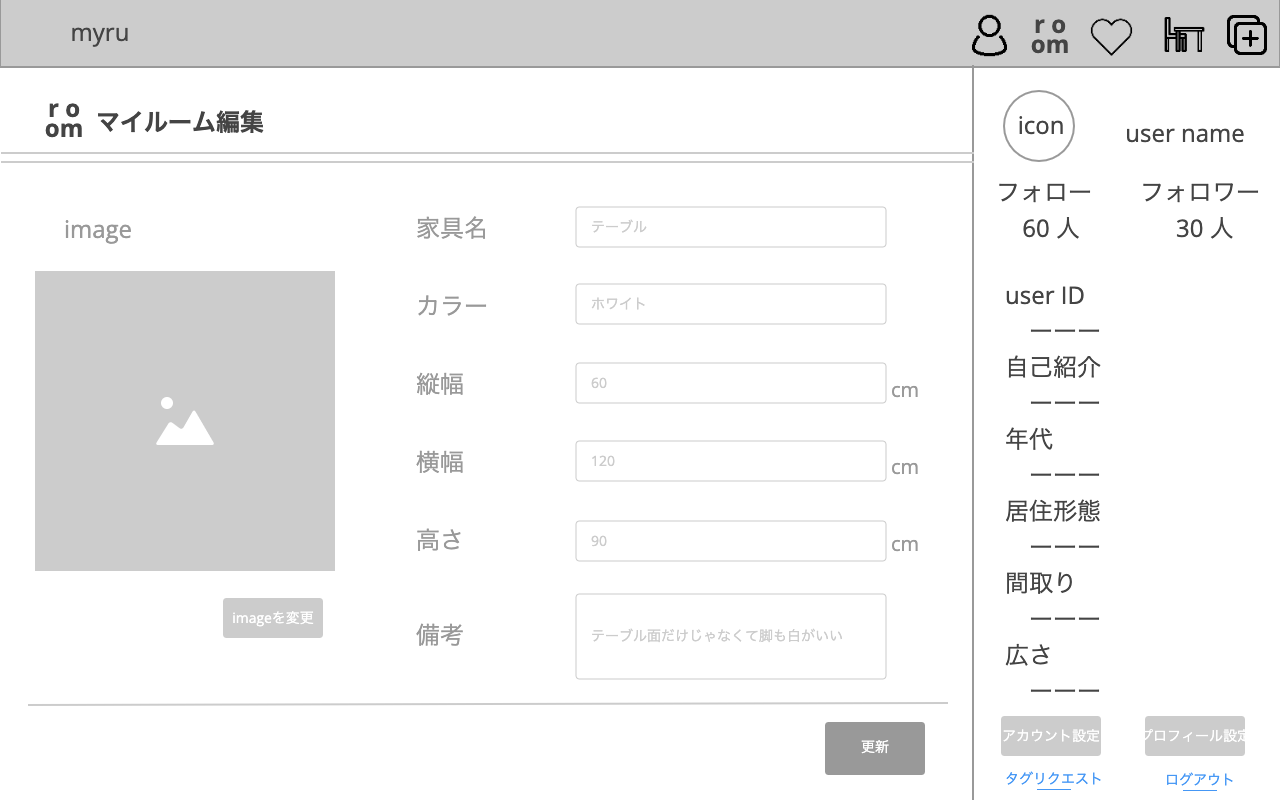 myru
r o
om
r o
om
マイルーム編集
image
imageを変更
家具名
テーブル
カラー
ホワイト
縦幅
60
cm
横幅
120
cm
高さ
90
cm
備考
テーブル面だけじゃなくて脚も白がいい
更新
icon
user name
フォロー
フォロワー
60 人
30 人
user ID
ーーー
自己紹介
ーーー
年代
ーーー
居住形態
ーーー
間取り
ーーー
広さ
ーーー
アカウント設定
プロフィール設定
タグリクエスト
ログアウト